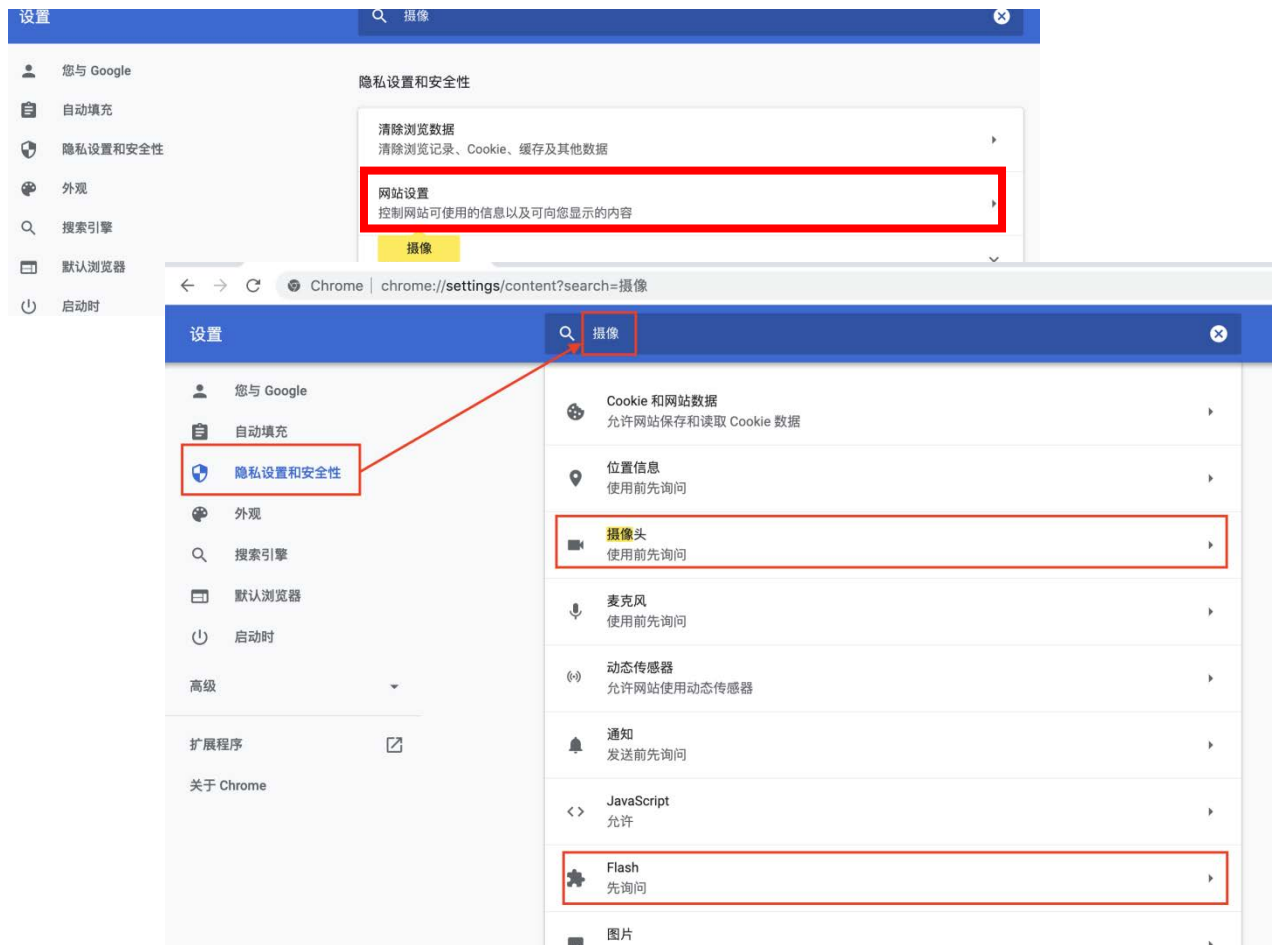 设置
摄像
您与 Google
自动填充
隐私设置和安全性
外观
搜索引擎
默认浏览器
启动时
隐私设置和安全性
清除浏览数据
清除浏览记录、Cookie、缓存及其他数据
网站设置
控制网站可使用的信息以及可向您显示的内容
摄像
Chrome | chrome://settings/content?search=摄像
设置
摄像
您与 Google
自动填充
隐私设置和安全性
外观
搜索引擎
默认浏览器
启动时
高级
扩展程序
关于 Chrome
Cookie 和网站数据
允许网站保存和读取 Cookie 数据
位置信息
使用前先询问
摄像头
使用前先询问
麦克风
使用前先询问
动态传感器
允许网站使用动态传感器
通知
发送前先询问
JavaScript
允许
Flash
先询问
图片